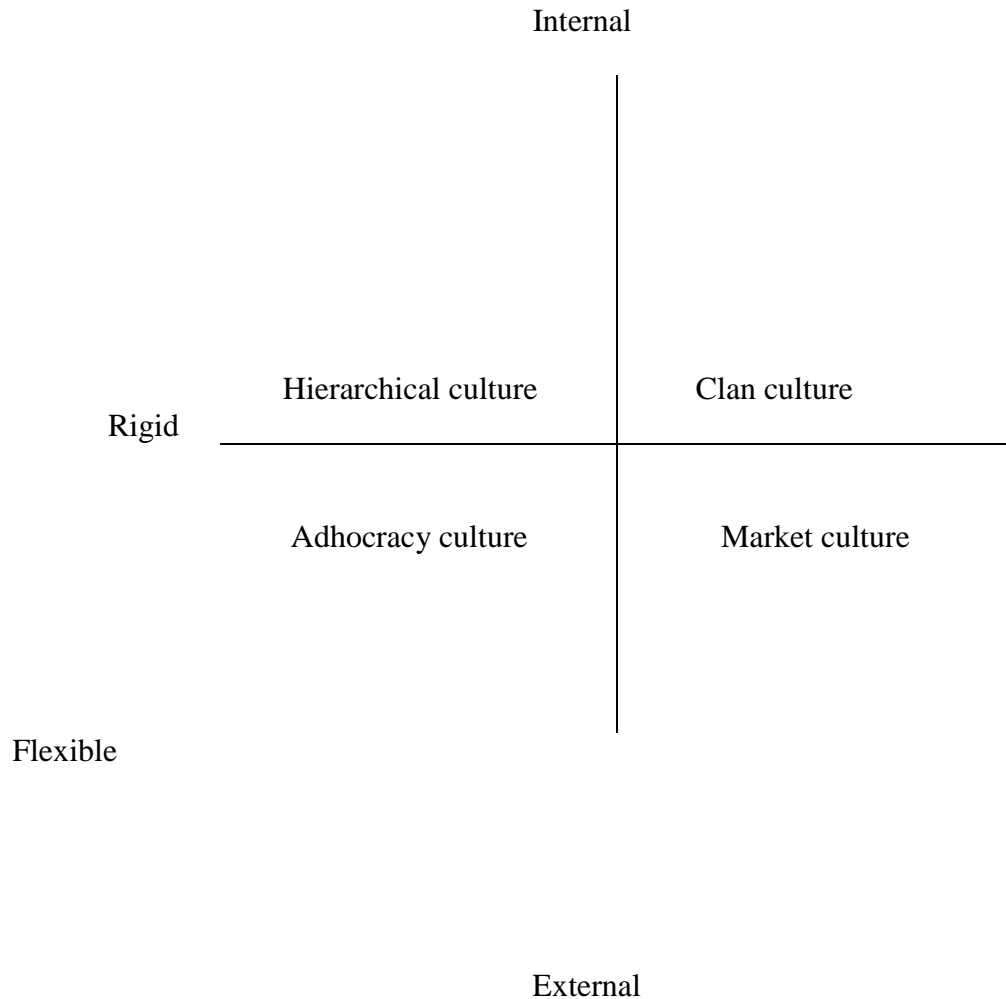 Internal
Hierarchical culture
Clan culture
Rigid
Adhocracy culture
Market culture
Flexible
External